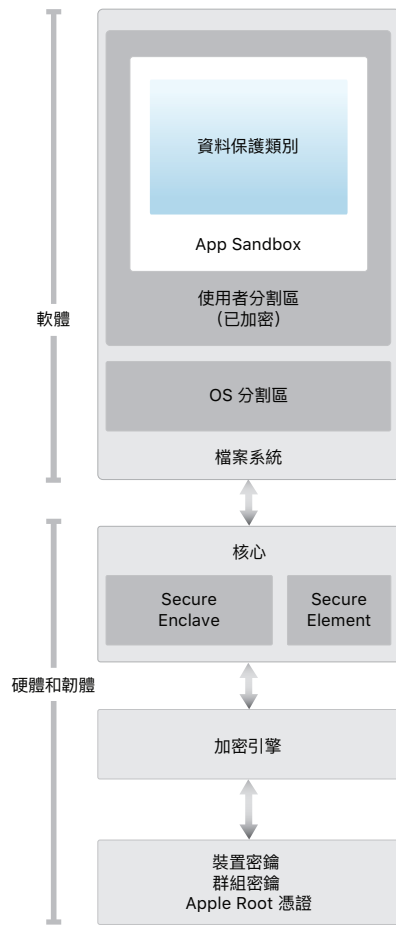 資料保護類別
App Sandbox
使用者分割區
（已加密）
軟體
OS 分割區
檔案系統
核心
Secure
Enclave
Secure
Element
硬體和韌體
加密引擎
裝置密鑰
群組密鑰
Apple Root 憑證